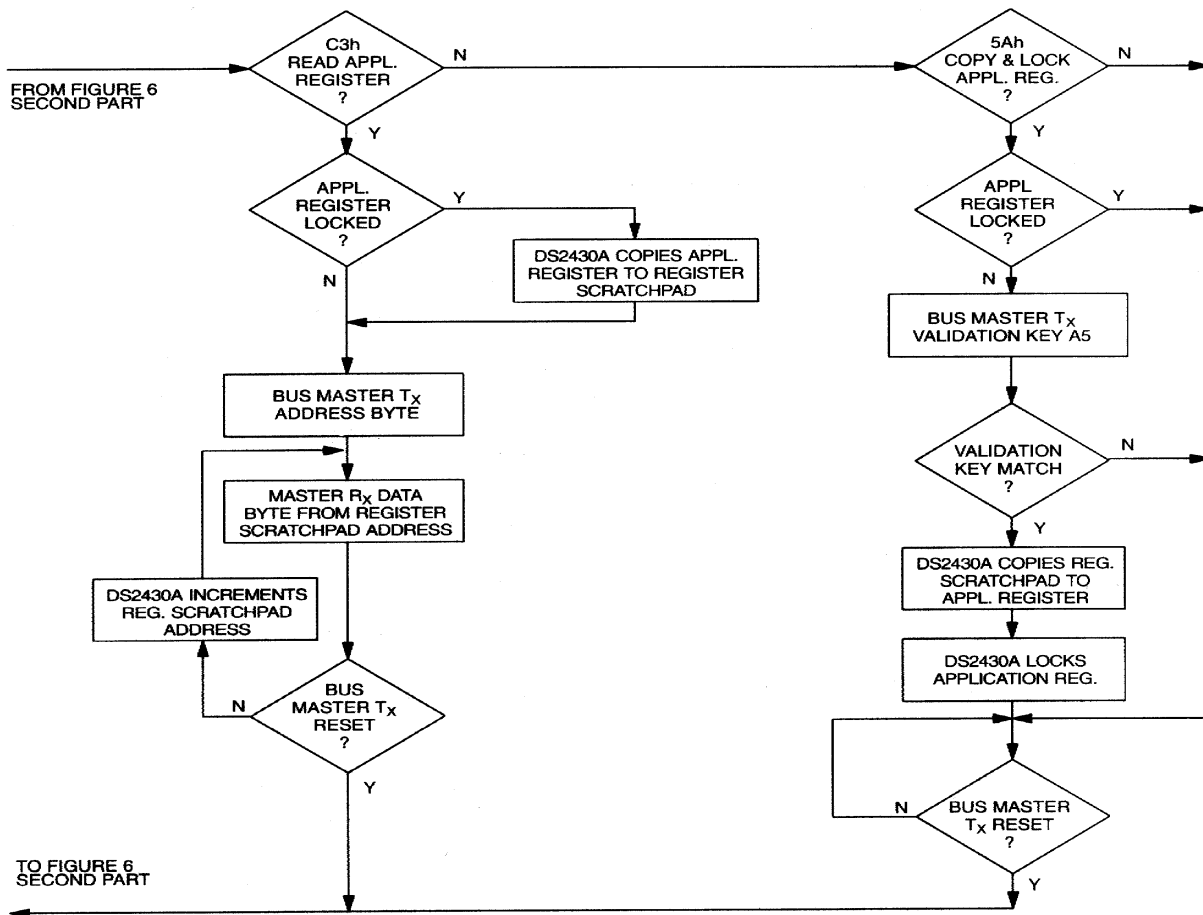 FROM FIGURE 6
SECOND PART
C3h
READ APPL.
REGISTER
?
N
Y
APPL.
REGISTER
LOCKED
?
Y
N
DS2430A COPIES APPL.
REGISTER TO REGISTER
SCRATCHPAD
BUS MASTER TX
ADDRESS BYTE
MASTER RX DATA
BYTE FROM REGISTER
SCRATCHPAD ADDRESS
DS2430A INCREMENTS
REG. SCRATCHPAD
ADDRESS
BUS
MASTER TX
RESET
?
N
Y
5Ah
COPY & LOCK
APPL. REG.
?
N
Y
APPL
REGISTER
LOCKED
?
Y
N
BUS MASTER TX
VALIDATION KEY A5
VALIDATION
KEY MATCH
?
N
Y
DS2430A COPIES REG.
SCRATCHPAD TO
APPL. REGISTER
DS2430A LOCKS
APPLICATION REG.
BUS MASTER
TX RESET
?
N
Y
TO FIGURE 6
SECOND PART